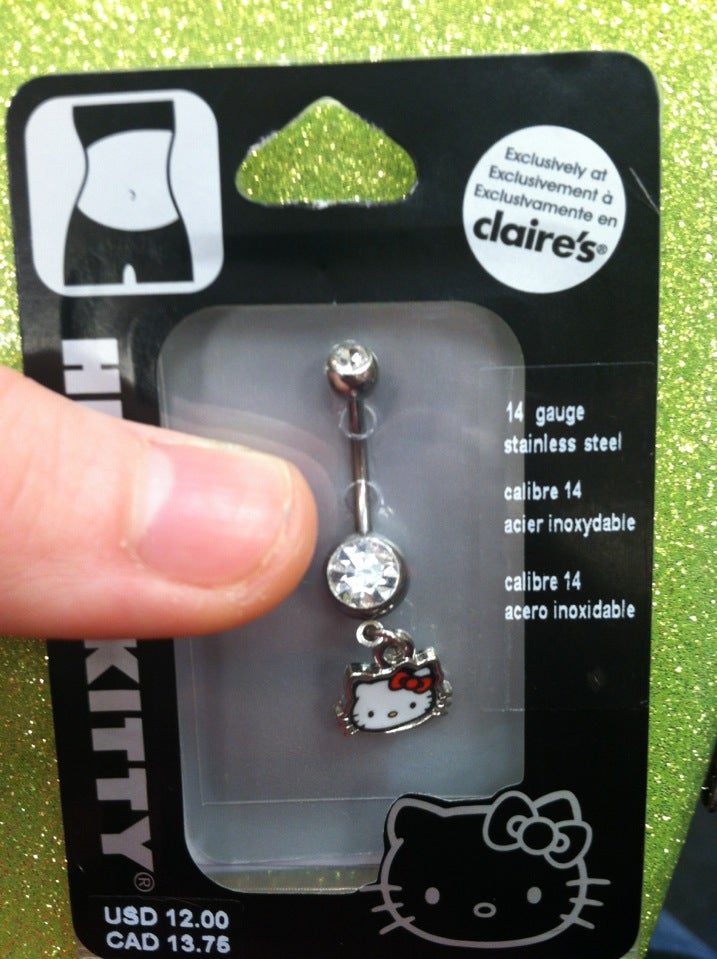 Exclusively at
Exclusivement à
Exclusivamente en
claire's®
14 gauge
stainless steel
calibre 14
acier inoxydable
calibre 14
acero inoxidable
KITTY®
USD 12.00
CAD 13.75